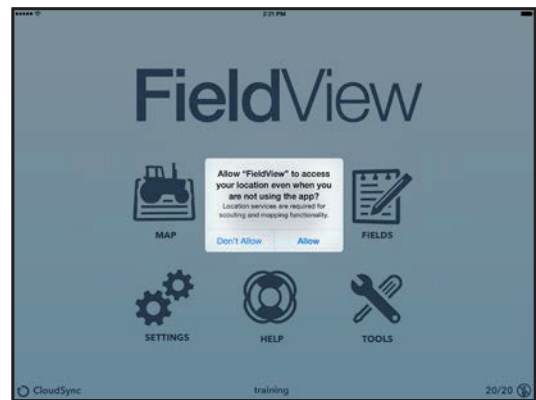 2:21 PM
FieldView
Allow "FieldView" to access
your location even when you
are not using the app?
Location services are required for
scouting and mapping functionality.
Don't Allow Allow
MAP FIELDS
SETTINGS HELP TOOLS
CloudSync training 20/20